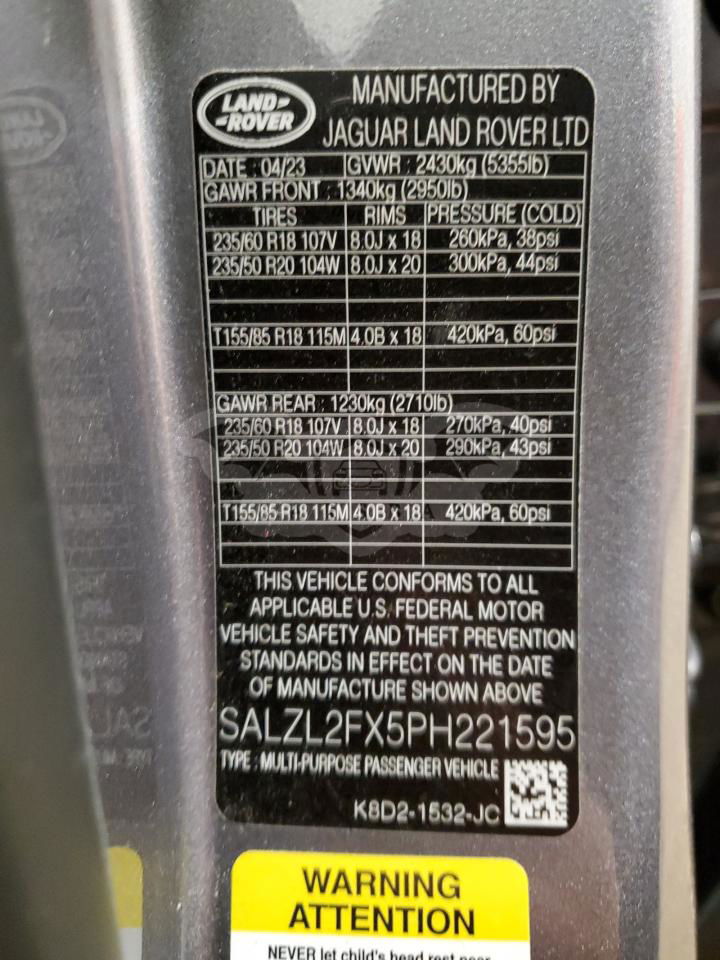 LAND-
-ROVER
MANUFACTURED BY
JAGUAR LAND ROVER LTD
DATE : 04/23 GVWR : 2430kg (5355lb)
GAWR FRONT : 1340kg (2950lb)
TIRES RIMS PRESSURE (COLD)
235/60 R18 107V 8.0J x 18 260kPa, 38psi
235/50 R20 104W 8.0J x 20 300kPa, 44psi
T155/85 R18 115M 4.0B x 18 420kPa, 60psi
GAWR REAR : 1230kg (2710lb)
235/60 R18 107V 8.0J x 18 270kPa, 40psi
235/50 R20 104W 8.0J x 20 290kPa, 43psi
T155/85 R18 115M 4.0B x 18 420kPa, 60psi
THIS VEHICLE CONFORMS TO ALL
APPLICABLE U.S. FEDERAL MOTOR
VEHICLE SAFETY AND THEFT PREVENTION
STANDARDS IN EFFECT ON THE DATE
OF MANUFACTURE SHOWN ABOVE
SALZL2FX5PH221595
TYPE : MULTI-PURPOSE PASSENGER VEHICLE
K8D2-1532-JC
WARNING
ATTENTION
NEVER let child's head rest near